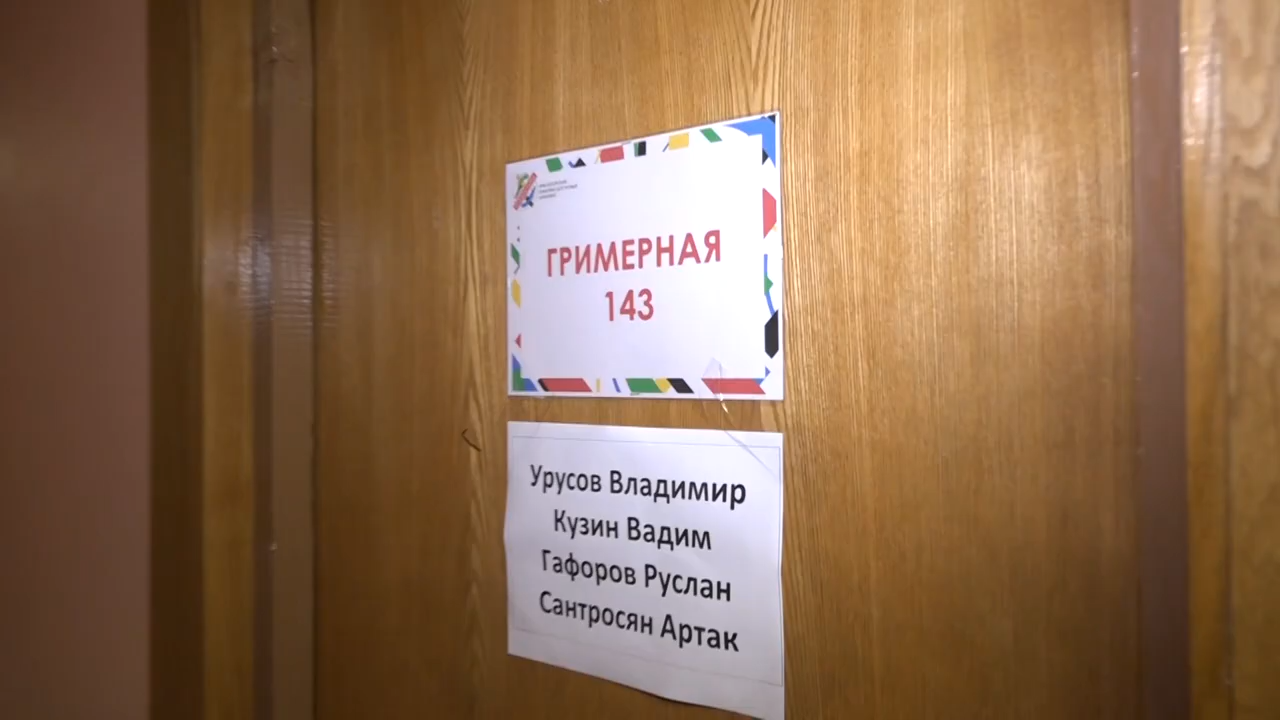 ГРИМЕРНАЯ
143
Урусов Владимир
Кузин Вадим
Гафоров Руслан
Сантросян Артак